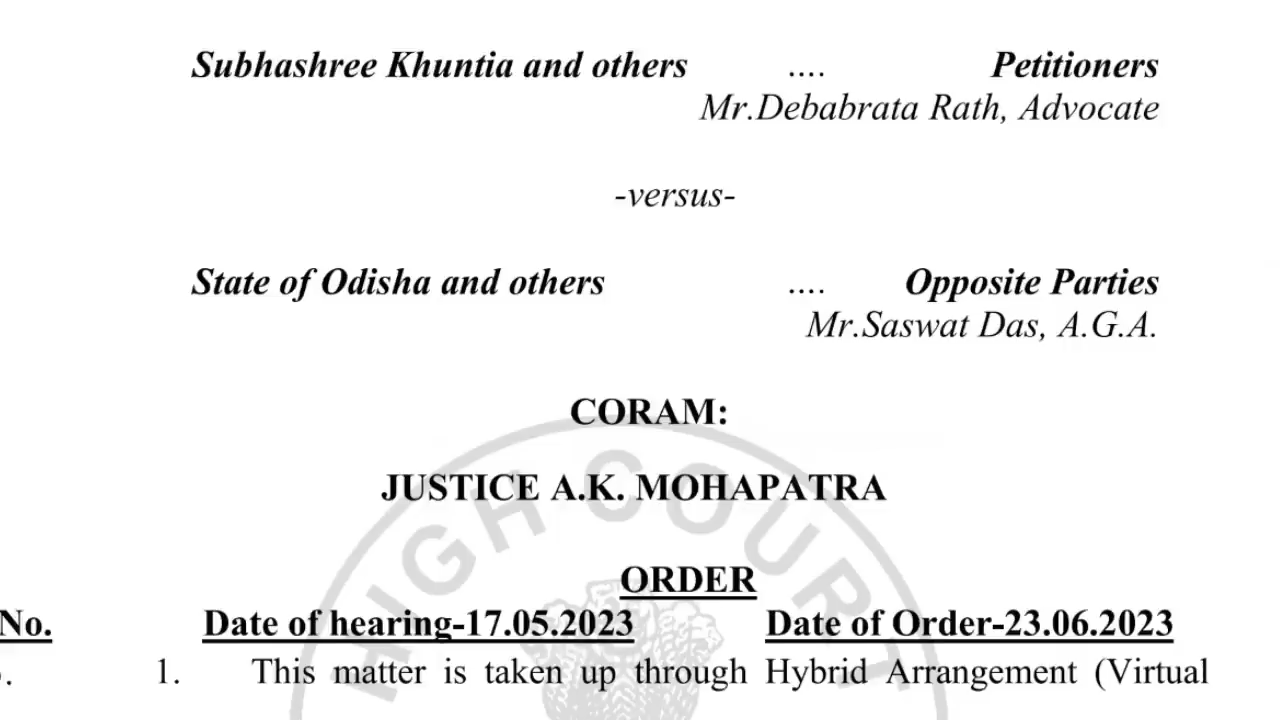 Subhashree Khuntia and others .... Petitioners
Mr.Debabrata Rath, Advocate
-versus-
State of Odisha and others .... Opposite Parties
Mr.Saswat Das, A.G.A.
CORAM:
JUSTICE A.K. MOHAPATRA
HIGH COURT
ORDER
No. Date of hearing-17.05.2023 Date of Order-23.06.2023
1. This matter is taken up through Hybrid Arrangement (Virtual